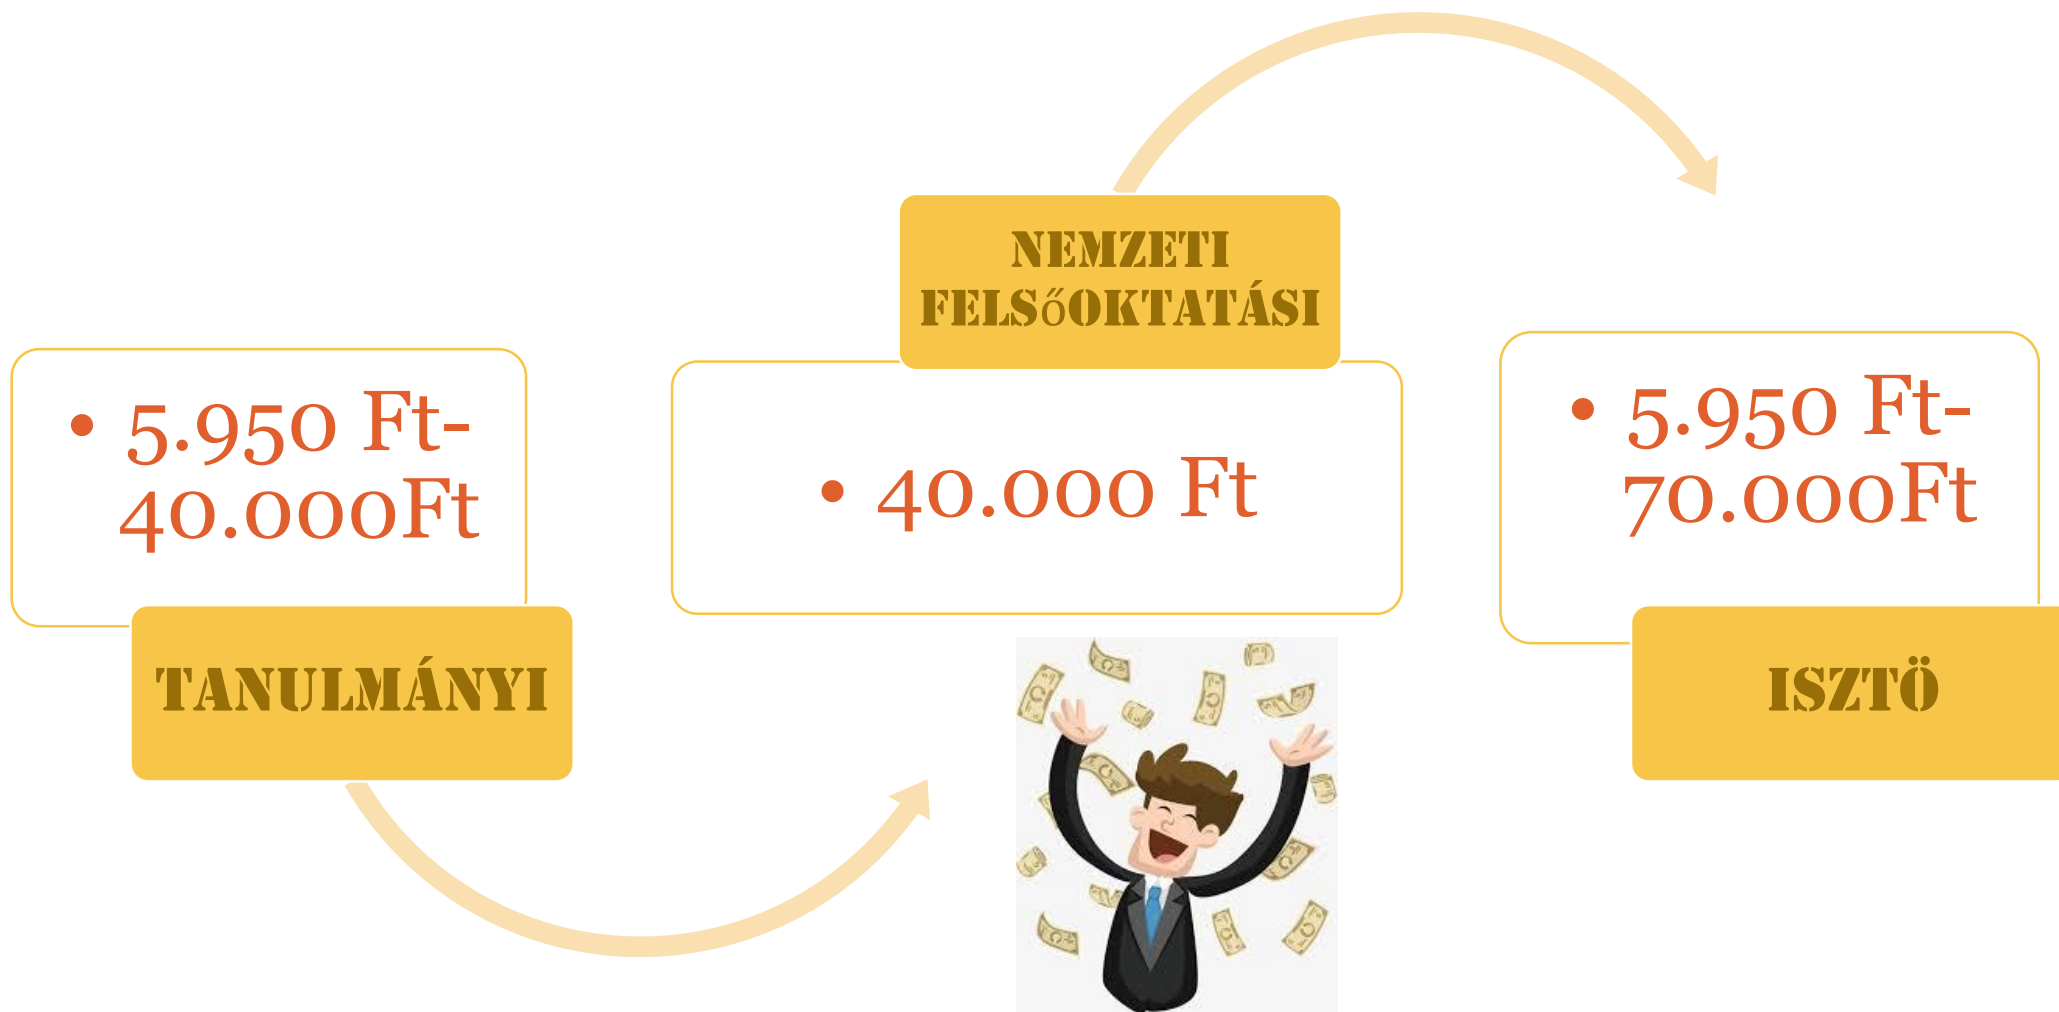 • 5.950 Ft-
40.000Ft
TANULMÁNYI
NEMZETI
FELSőOKTATÁSI
• 40.000 Ft
• 5.950 Ft-
70.000Ft
ISZTÖ